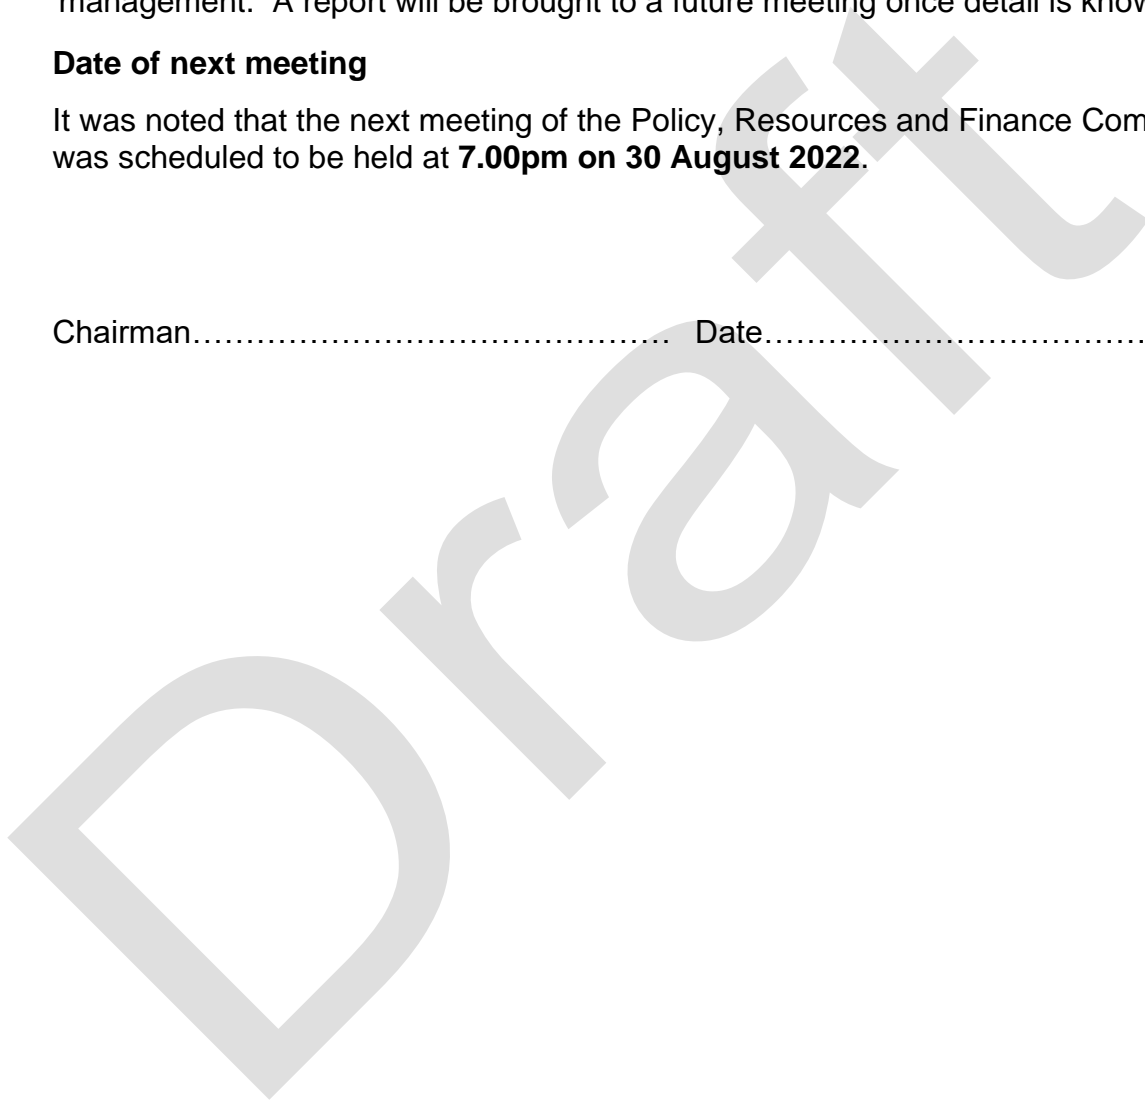 management. A report will be brought to a future meeting once detail is know
Date of next meeting
It was noted that the next meeting of the Policy, Resources and Finance Com
was scheduled to be held at 7.00pm on 30 August 2022.
Chairman……………………………………… Date………………………………
Draft